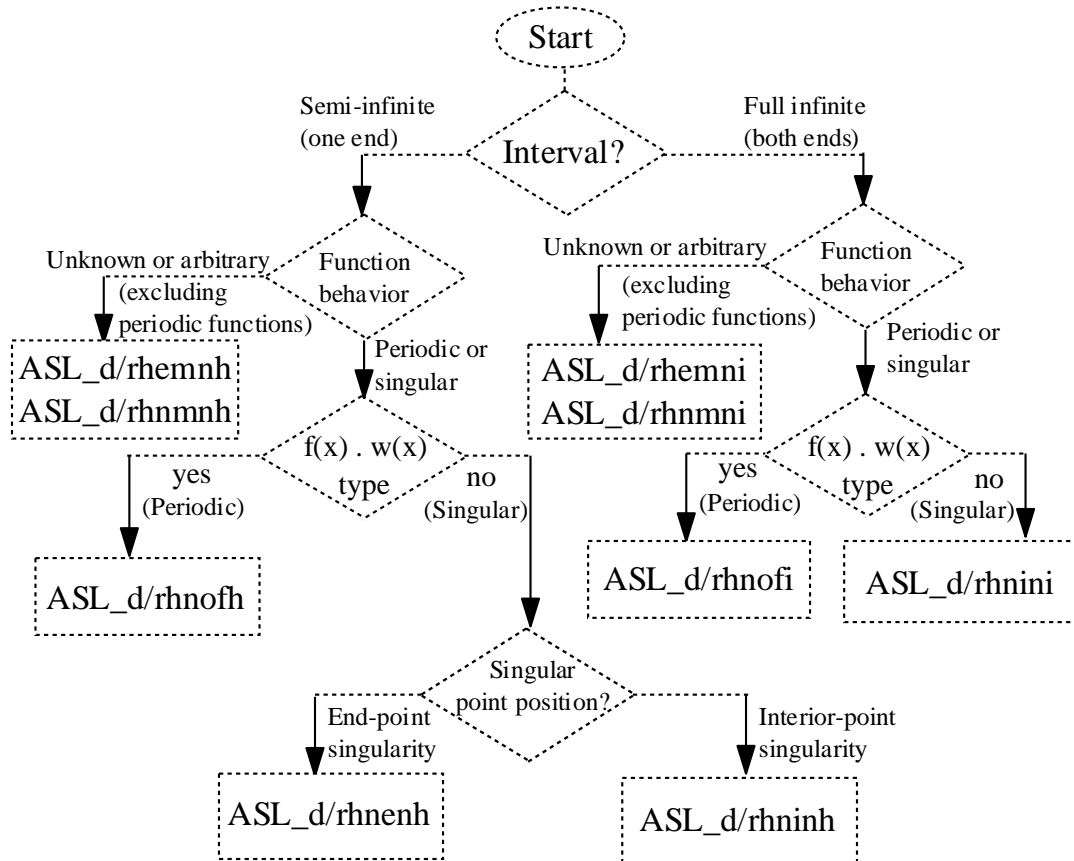 Start
Semi-infinite
(one end)
Full infinite
(both ends)
Interval?
Unknown or arbitrary
(excluding
periodic functions)
Function
behavior
Unknown or arbitrary
(excluding
periodic functions)
Function
behavior
ASL_d/rhemnh
ASL_d/rhnmnh
Periodic or
singular
ASL_d/rhemni
ASL_d/rhnmni
Periodic or
singular
yes
(Periodic)
f(x) . w(x)
type
no
(Singular)
yes
(Periodic)
f(x) . w(x)
type
no
(Singular)
ASL_d/rhnofh
ASL_d/rhnofi
ASL_d/rhnini
Singular
point position?
End-point
singularity
Interior-point
singularity
ASL_d/rhnenh
ASL_d/rhninh